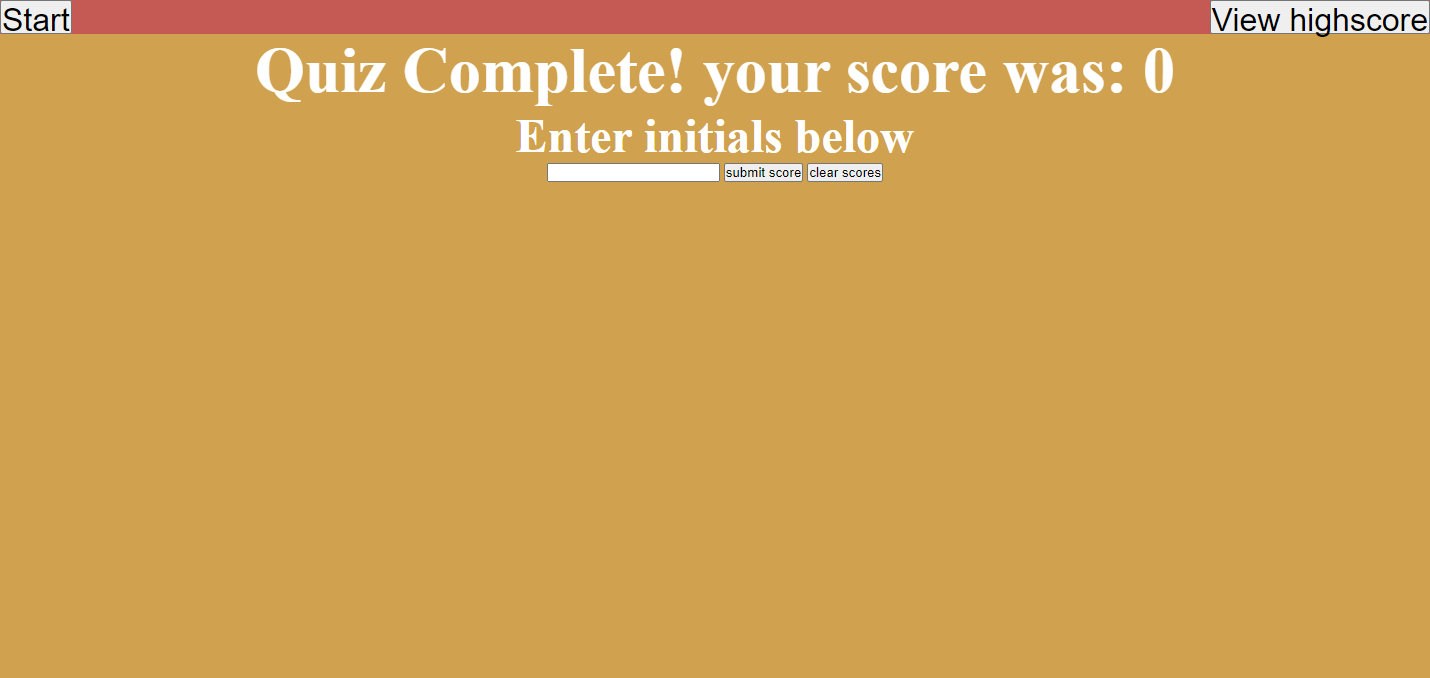 Start View highscore
Quiz Complete! your score was: 0
Enter initials below
submit score clear scores